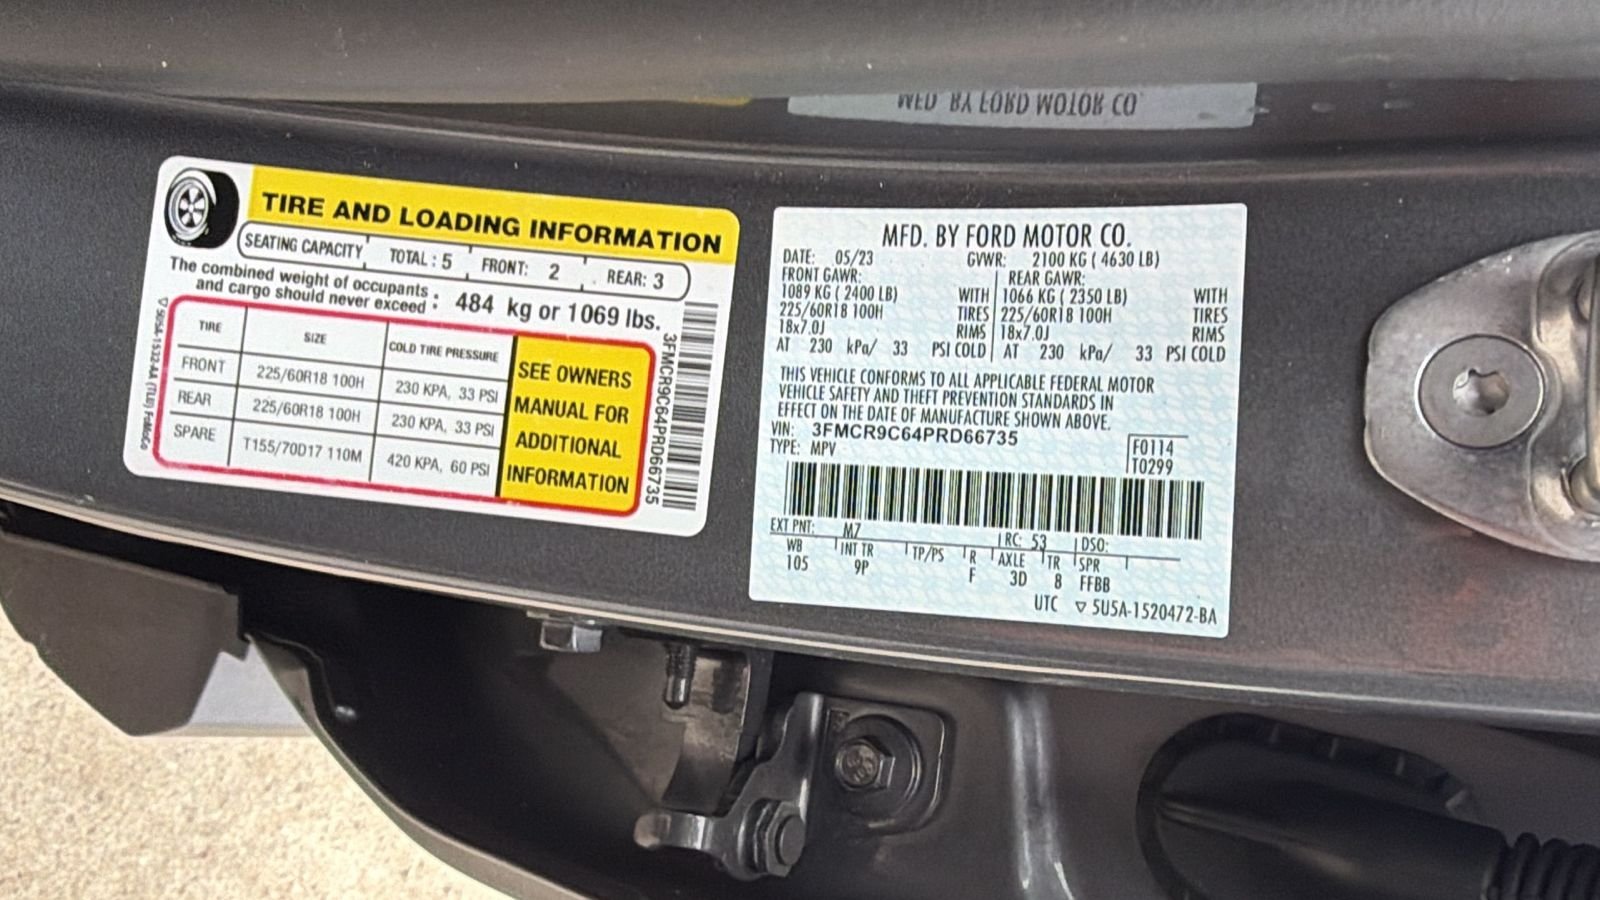 MFD. BY FORD MOTOR CO.
TIRE AND LOADING INFORMATION
SEATING CAPACITY TOTAL : 5 FRONT: 2 REAR: 3
The combined weight of occupants
and cargo should never exceed : 484 kg or 1069 lbs.
TIRE SIZE COLD TIRE PRESSURE
FRONT 225/60R18 100H 230 KPA, 33 PSI
REAR 225/60R18 100H 230 KPA, 33 PSI
SPARE T155/70D17 110M 420 KPA, 60 PSI
SEE OWNERS
MANUAL FOR
ADDITIONAL
INFORMATION
3FMCR9C64PRD66735
5U5A-1532-AA (TLB)
MFD. BY FORD MOTOR CO.
DATE: 05/23 GVWR: 2100 KG ( 4630 LB)
FRONT GAWR: REAR GAWR:
1089 KG ( 2400 LB) WITH 1066 KG ( 2350 LB) WITH
225/60R18 100H TIRES 225/60R18 100H TIRES
18x7.0J RIMS 18x7.0J RIMS
AT 230 kPa/ 33 PSI COLD AT 230 kPa/ 33 PSI COLD
THIS VEHICLE CONFORMS TO ALL APPLICABLE FEDERAL MOTOR
VEHICLE SAFETY AND THEFT PREVENTION STANDARDS IN
EFFECT ON THE DATE OF MANUFACTURE SHOWN ABOVE.
VIN: 3FMCR9C64PRD66735
TYPE: MPV
F0114
T0299
EXT PNT: M7 RC: 53 DSO:
WB INT TR TP/PS R AXLE TR SPR
105 9P F 3D 8 FFBB
UTC ▽ 5U5A-1520472-BA